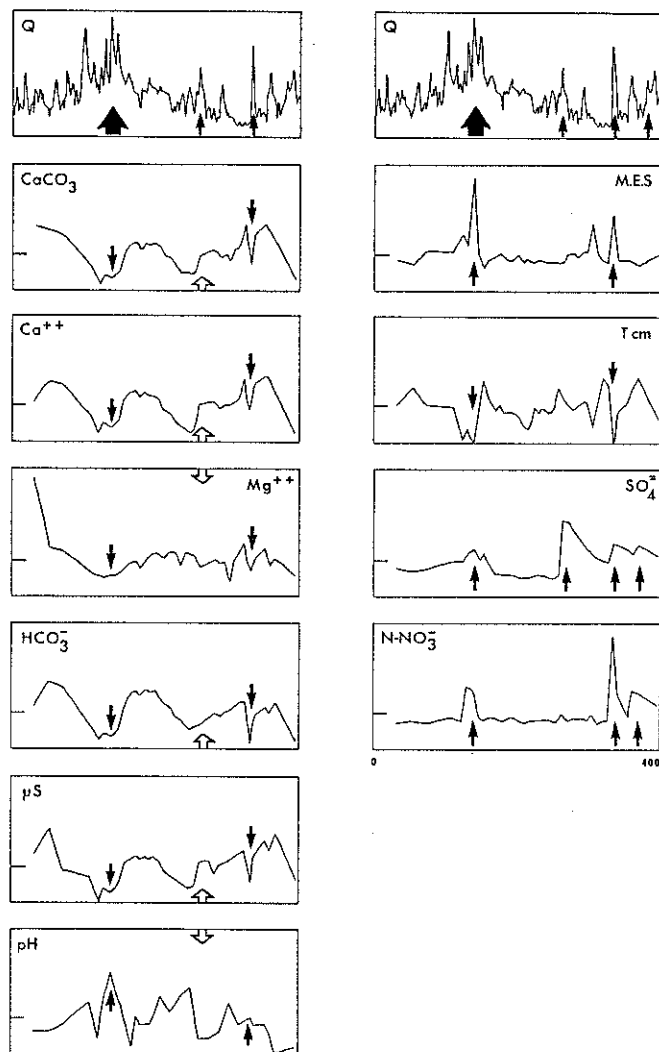 Q
CaCO3
Ca++
Mg++
HCO3-
µS
pH
Q
M.E.S
T cm
SO4=
N-NO3-
0 400